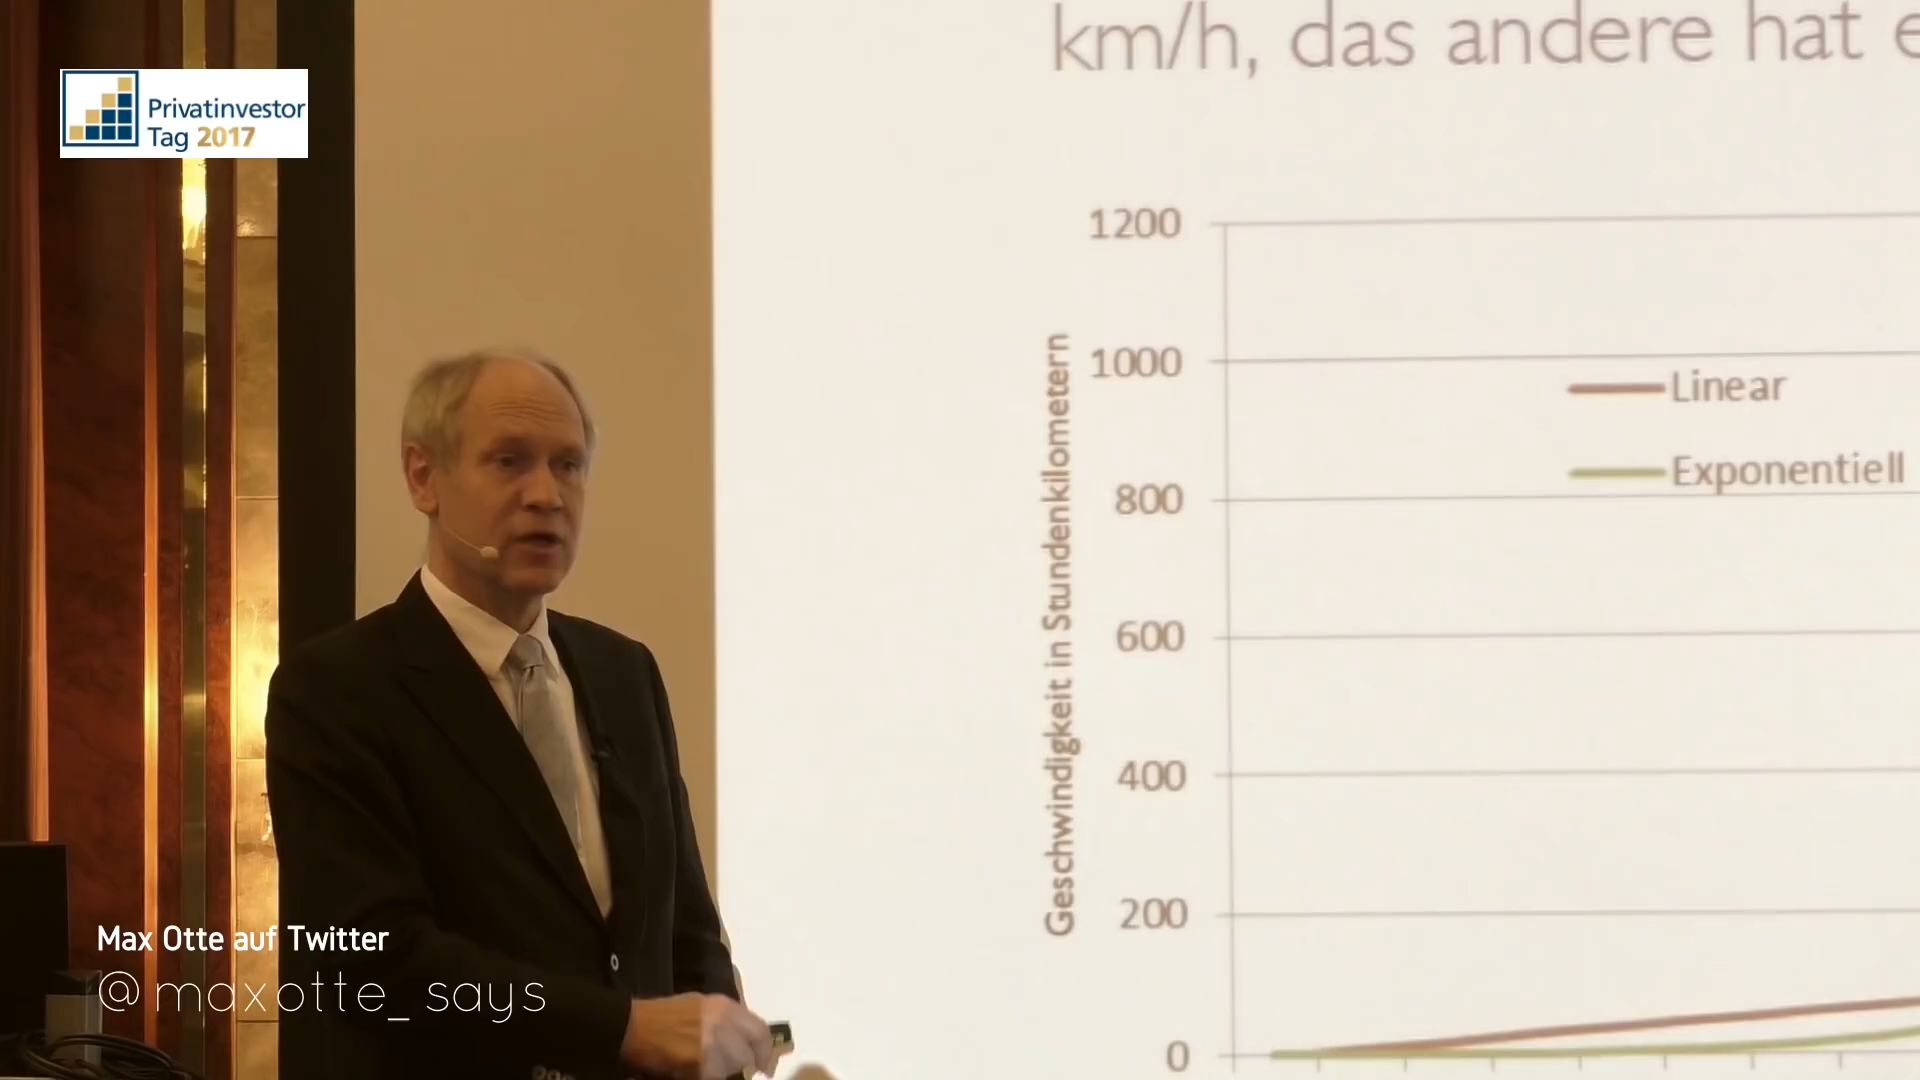 km/h, das andere hat e
Privatinvestor
Tag 2017
1200
1000
800
600
400
200
0
Geschwindigkeit in Stundenkilometern
Linear
Exponentiell
Max Otte auf Twitter
@maxotte_says